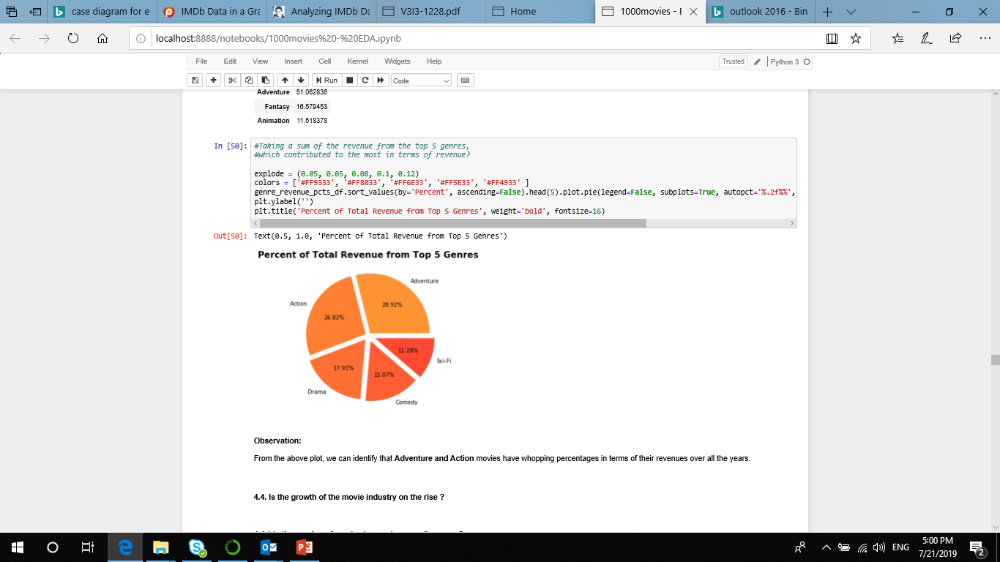 case diagram for e
IMDb Data in a Gra
Analyzing IMDb Da
V3I3-1228.pdf
Home
1000movies - E
outlook 2016 - Bin
localhost:8888/notebooks/1000movies%20-%20EDA.ipynb
File Edit View Insert Cell Kernel Widgets Help
Trusted
Python 3
Run
Code
Adventure 51.062836
Fantasy 16.579453
Animation 11.518378
In [50]:
#Taking a sum of the revenue from the top 5 genres,
#which contributed to the most in terms of revenue?
explode = (0.05, 0.05, 0.08, 0.1, 0.12)
colors = ['#FF9333', '#FF8033', '#FF6E33', '#FF5E33', '#FF4933' ]
genre_revenue_pcts_df.sort_values(by='Percent', ascending=False).head(5).plot.pie(legend=False, subplots=True, autopct='%.2f%%',
plt.ylabel('')
plt.title('Percent of Total Revenue from Top 5 Genres', weight='bold', fontsize=16)
Out[50]: Text(0.5, 1.0, 'Percent of Total Revenue from Top 5 Genres')
Percent of Total Revenue from Top 5 Genres
Adventure
28.92%
Action
26.82%
11.28%
Sci-Fi
17.91%
15.07%
Drama
Comedy
Observation:
From the above plot, we can identify that Adventure and Action movies have whopping percentages in terms of their revenues over all the years.
4.4. Is the growth of the movie industry on the rise ?
ENG
5:00 PM
7/21/2019
2